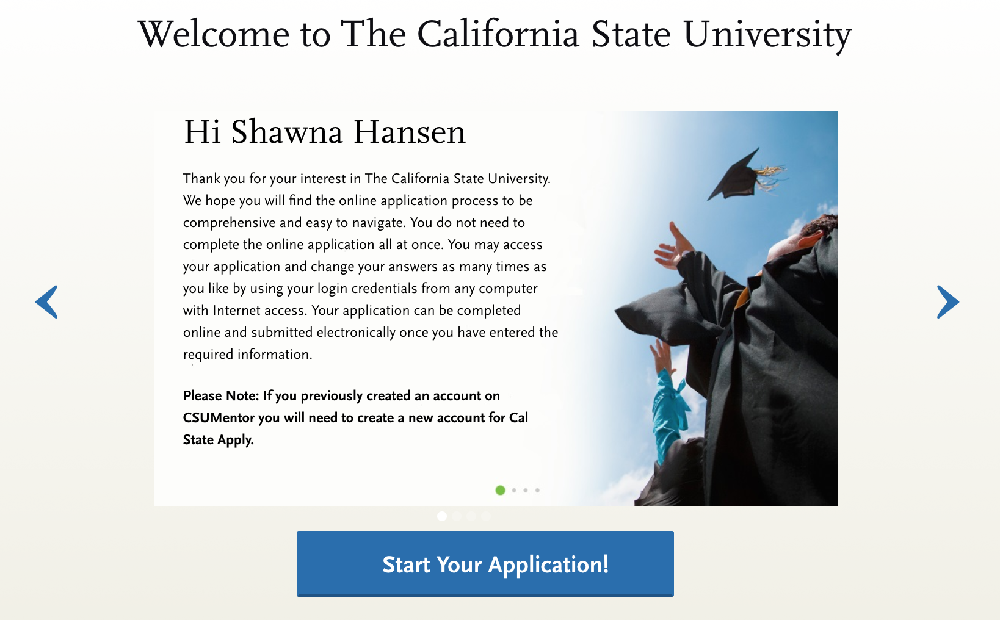 Welcome to The California State University
Hi Shawna Hansen
Thank you for your interest in The California State University.
We hope you will find the online application process to be
comprehensive and easy to navigate. You do not need to
complete the online application all at once. You may access
your application and change your answers as many times as
you like by using your login credentials from any computer
with Internet access. Your application can be completed
online and submitted electronically once you have entered the
required information.
Please Note: If you previously created an account on
CSUMentor you will need to create a new account for Cal
State Apply.
Start Your Application!